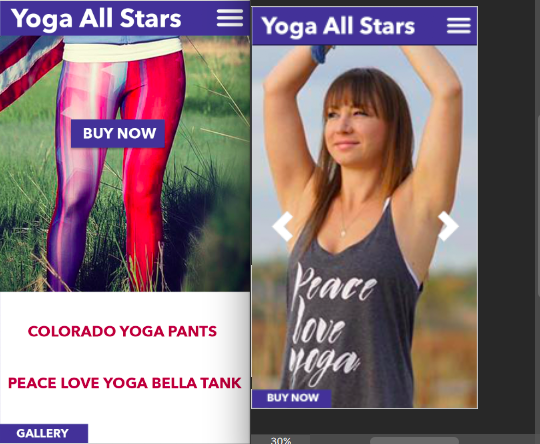 Yoga All Stars
BUY NOW
COLORADO YOGA PANTS
PEACE LOVE YOGA BELLA TANK
GALLERY
Yoga All Stars
Peace
love
yoga
BUY NOW
30%